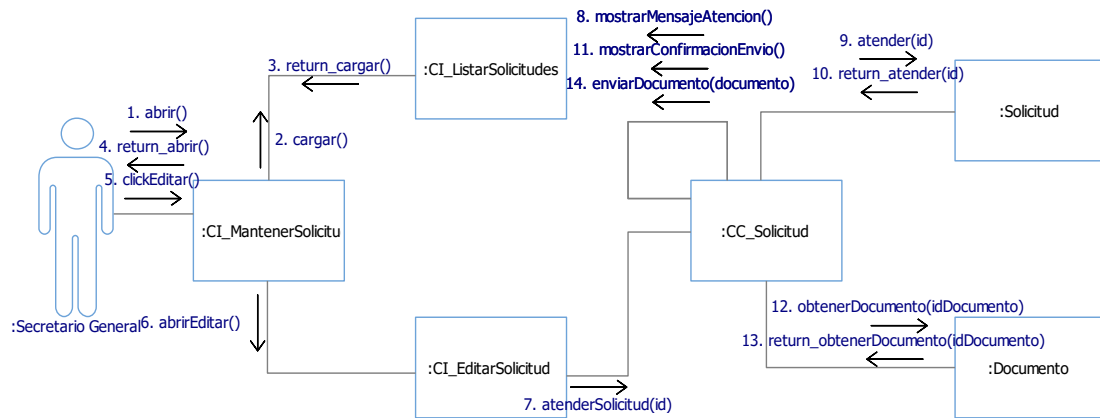 8. mostrarMensajeAtencion()
9. atender(id)
11. mostrarConfirmacionEnvio()
3. return_cargar()
10. return_atender(id)
:CI_ListarSolicitudes
14. enviarDocumento(documento)
1. abrir()
:Solicitud
2. cargar()
4. return_abrir()
5. clickEditar()
:CI_MantenerSolicitu
:CC_Solicitud
12. obtenerDocumento(idDocumento)
:Secretario General
6. abrirEditar()
13. return_obtenerDocumento(idDocumento)
:CI_EditarSolicitud
:Documento
7. atenderSolicitud(id)